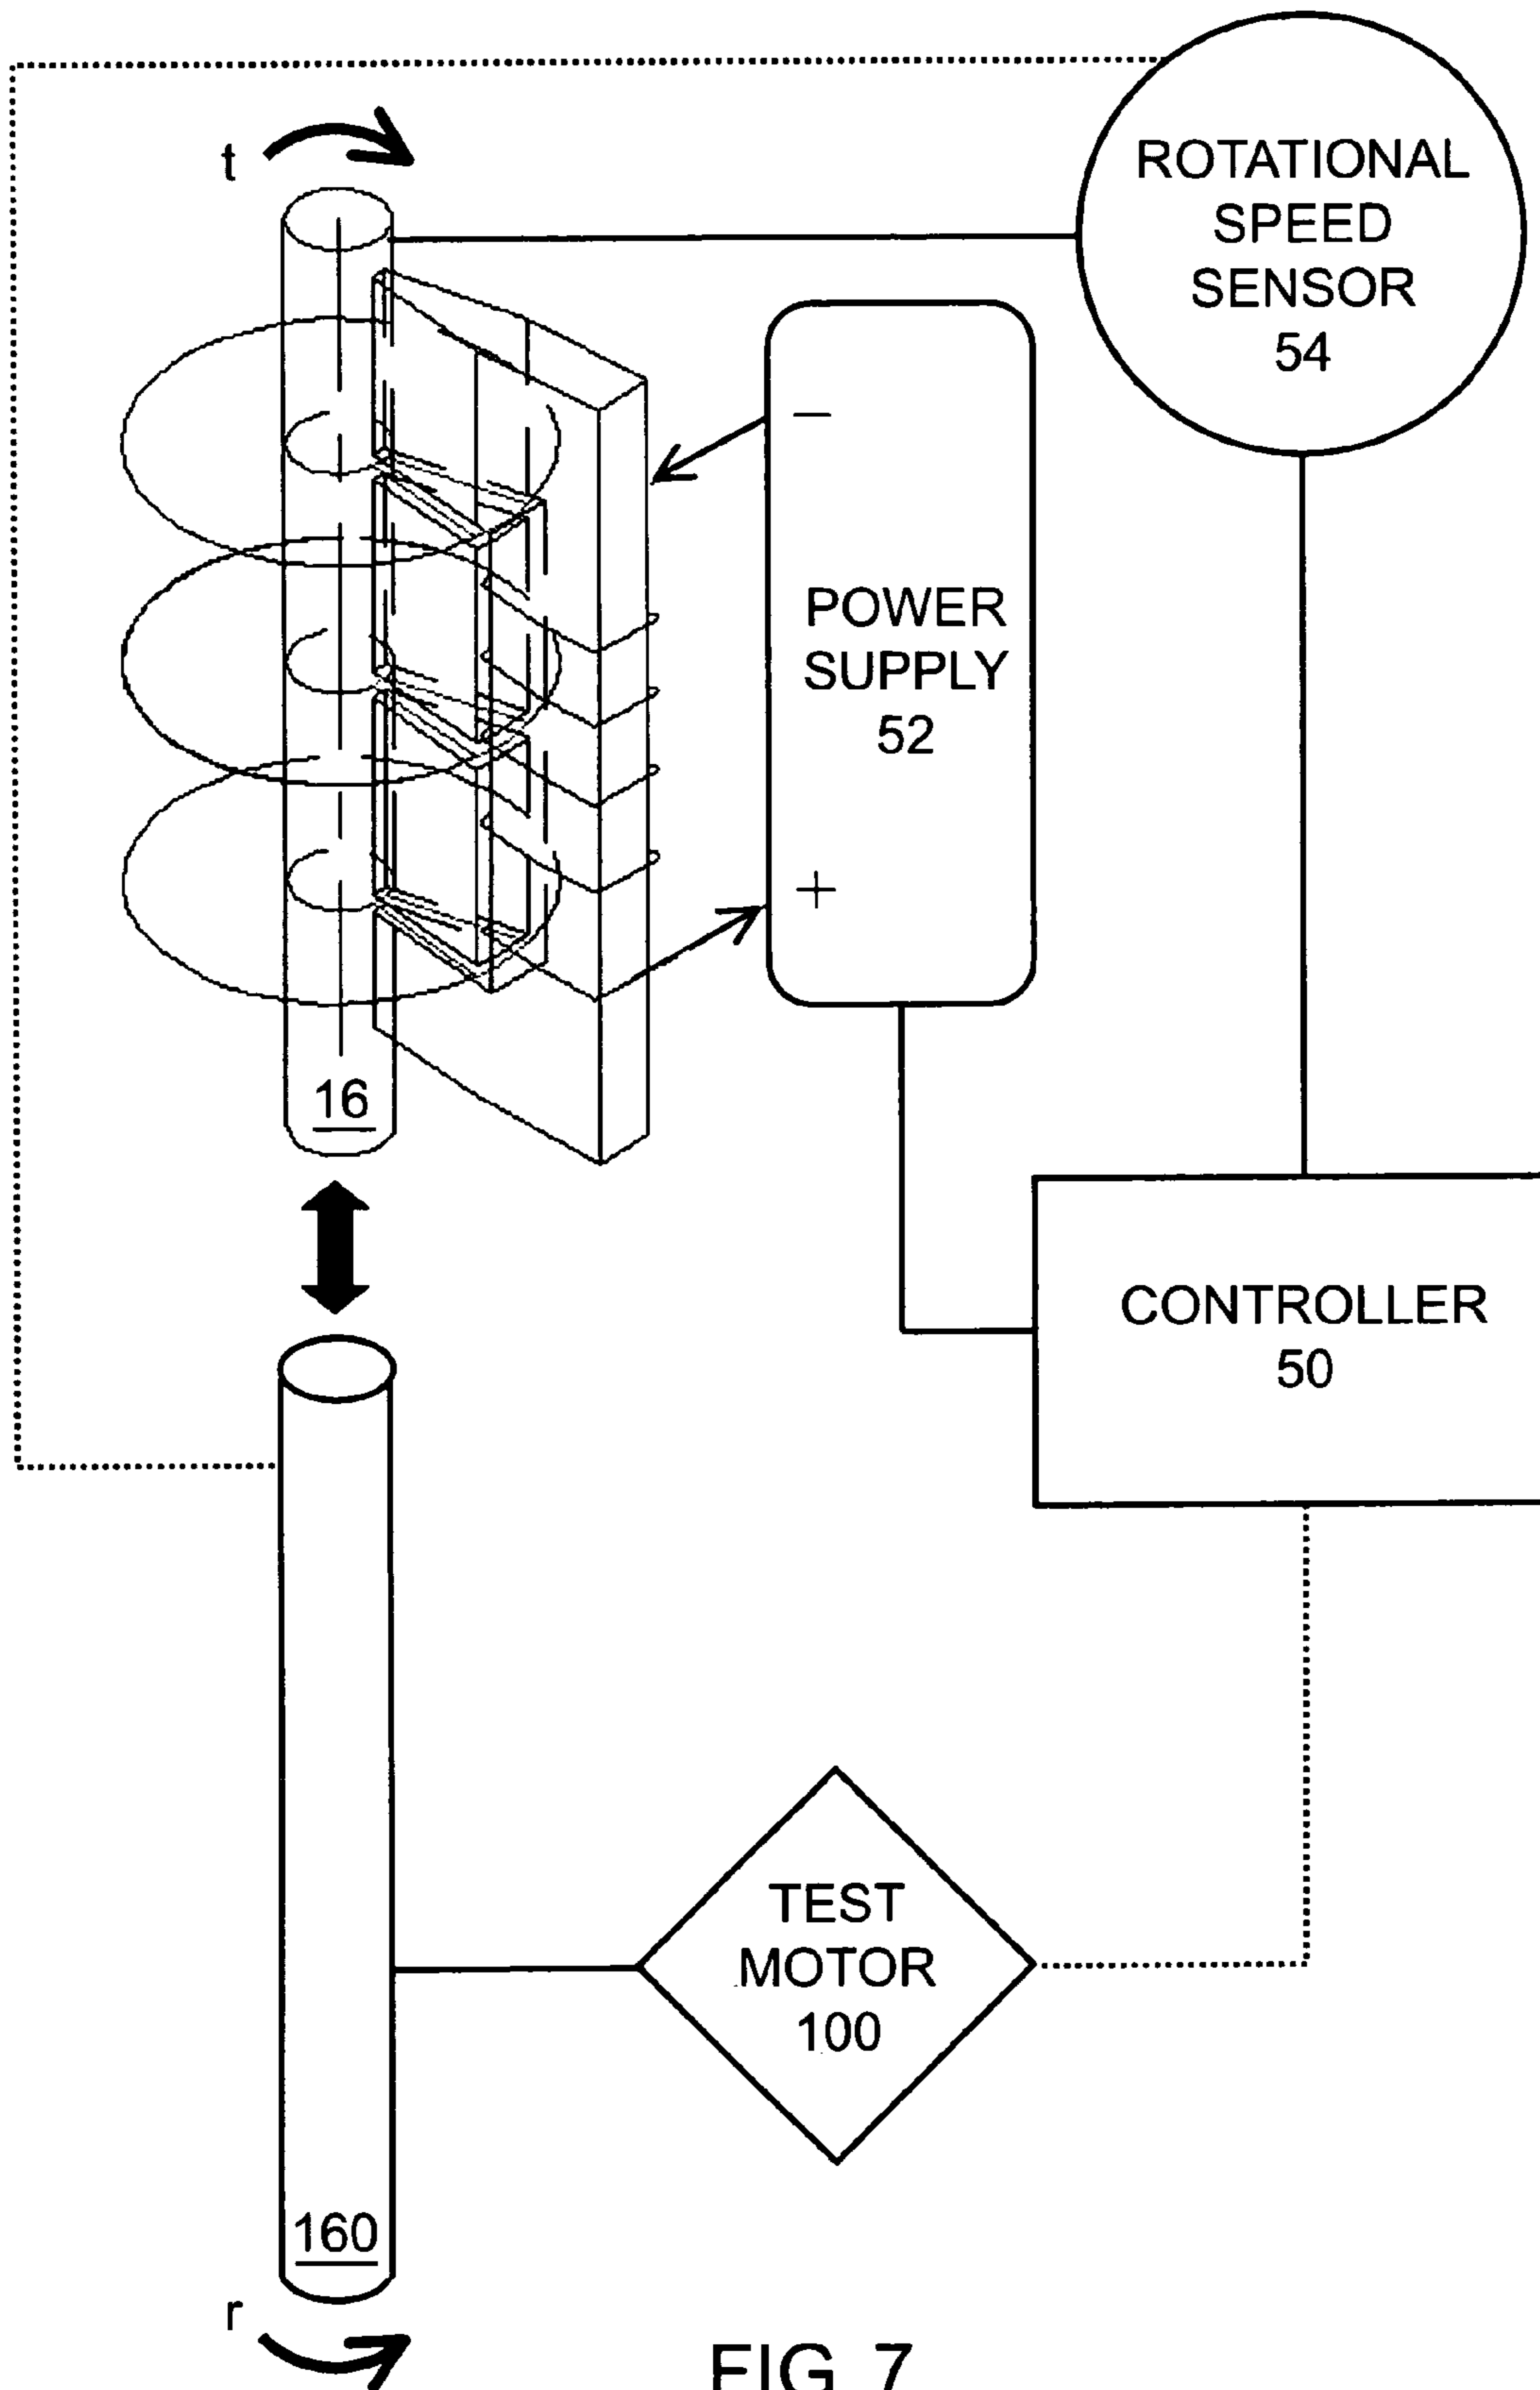 t
ROTATIONAL
SPEED
SENSOR
54
−
POWER
SUPPLY
52
+
16
CONTROLLER
50
TEST
MOTOR
100
160
r
FIG. 7